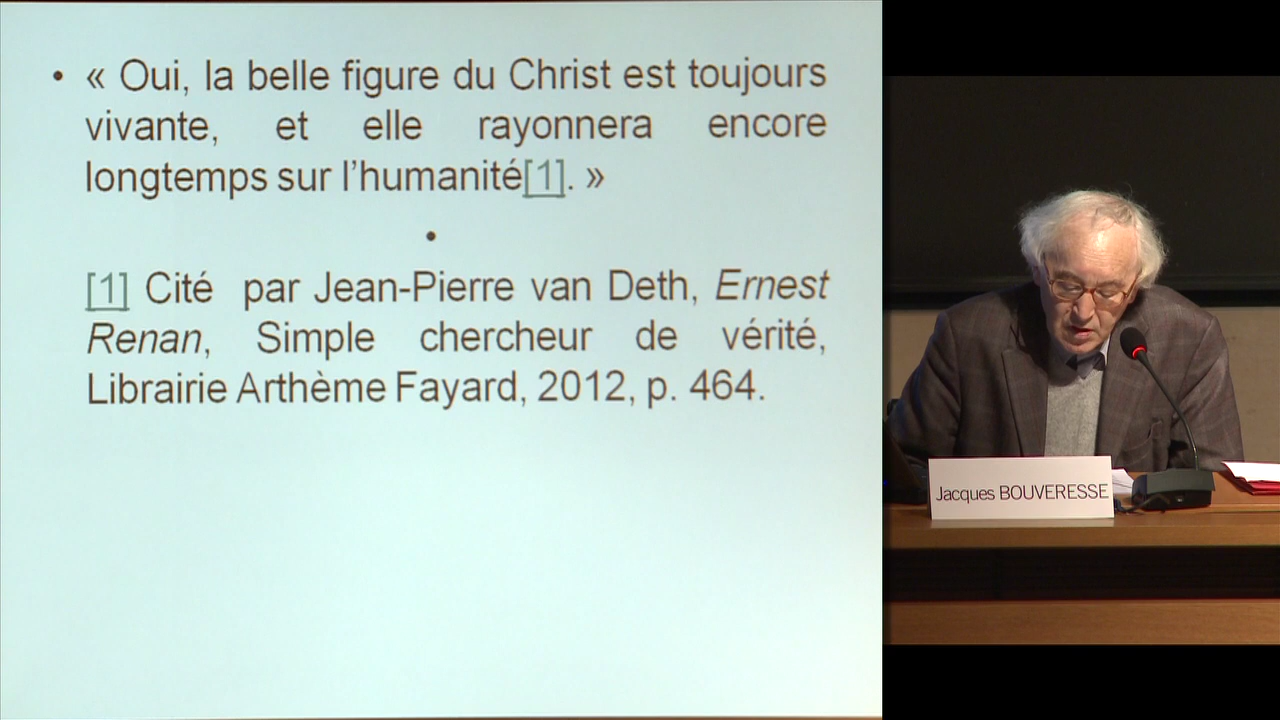 • « Oui, la belle figure du Christ est toujours
vivante, et elle rayonnera encore
longtemps sur l’humanité[1]. »
•
[1] Cité par Jean-Pierre van Deth, Ernest
Renan, Simple chercheur de vérité,
Librairie Arthème Fayard, 2012, p. 464.
Jacques BOUVERESSE